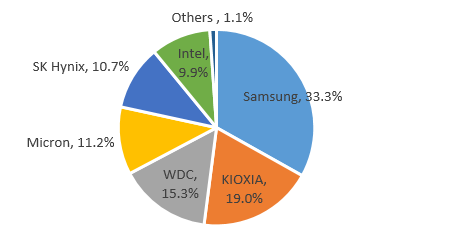 Others , 1.1%
Intel,
9.9%
SK Hynix, 10.7%
Samsung, 33.3%
Micron, 11.2%
WDC,
15.3%
KIOXIA,
19.0%